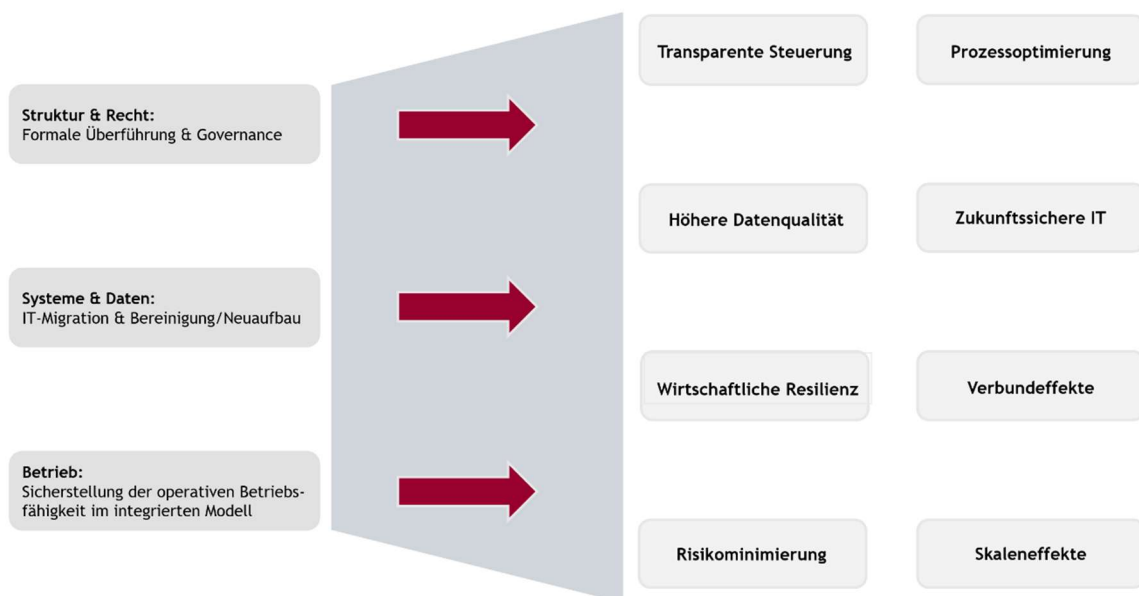 Struktur & Recht:
Formale Überführung & Governance
Systeme & Daten:
IT-Migration & Bereinigung/Neuaufbau
Betrieb:
Sicherstellung der operativen Betriebs-
fähigkeit im integrierten Modell
Transparente Steuerung
Prozessoptimierung
Höhere Datenqualität
Zukunftssichere IT
Wirtschaftliche Resilienz
Verbundeffekte
Risikominimierung
Skaleneffekte